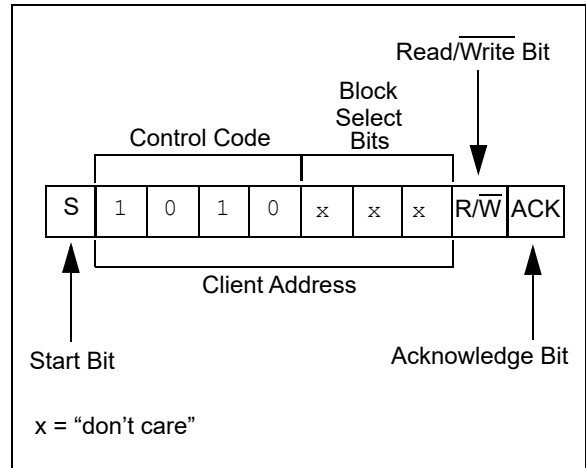 Read/Write Bit
Block
Select
Bits
Control Code
S 1 0 1 0 x x x R/W ACK
Client Address
Start Bit
Acknowledge Bit
x = “don’t care”